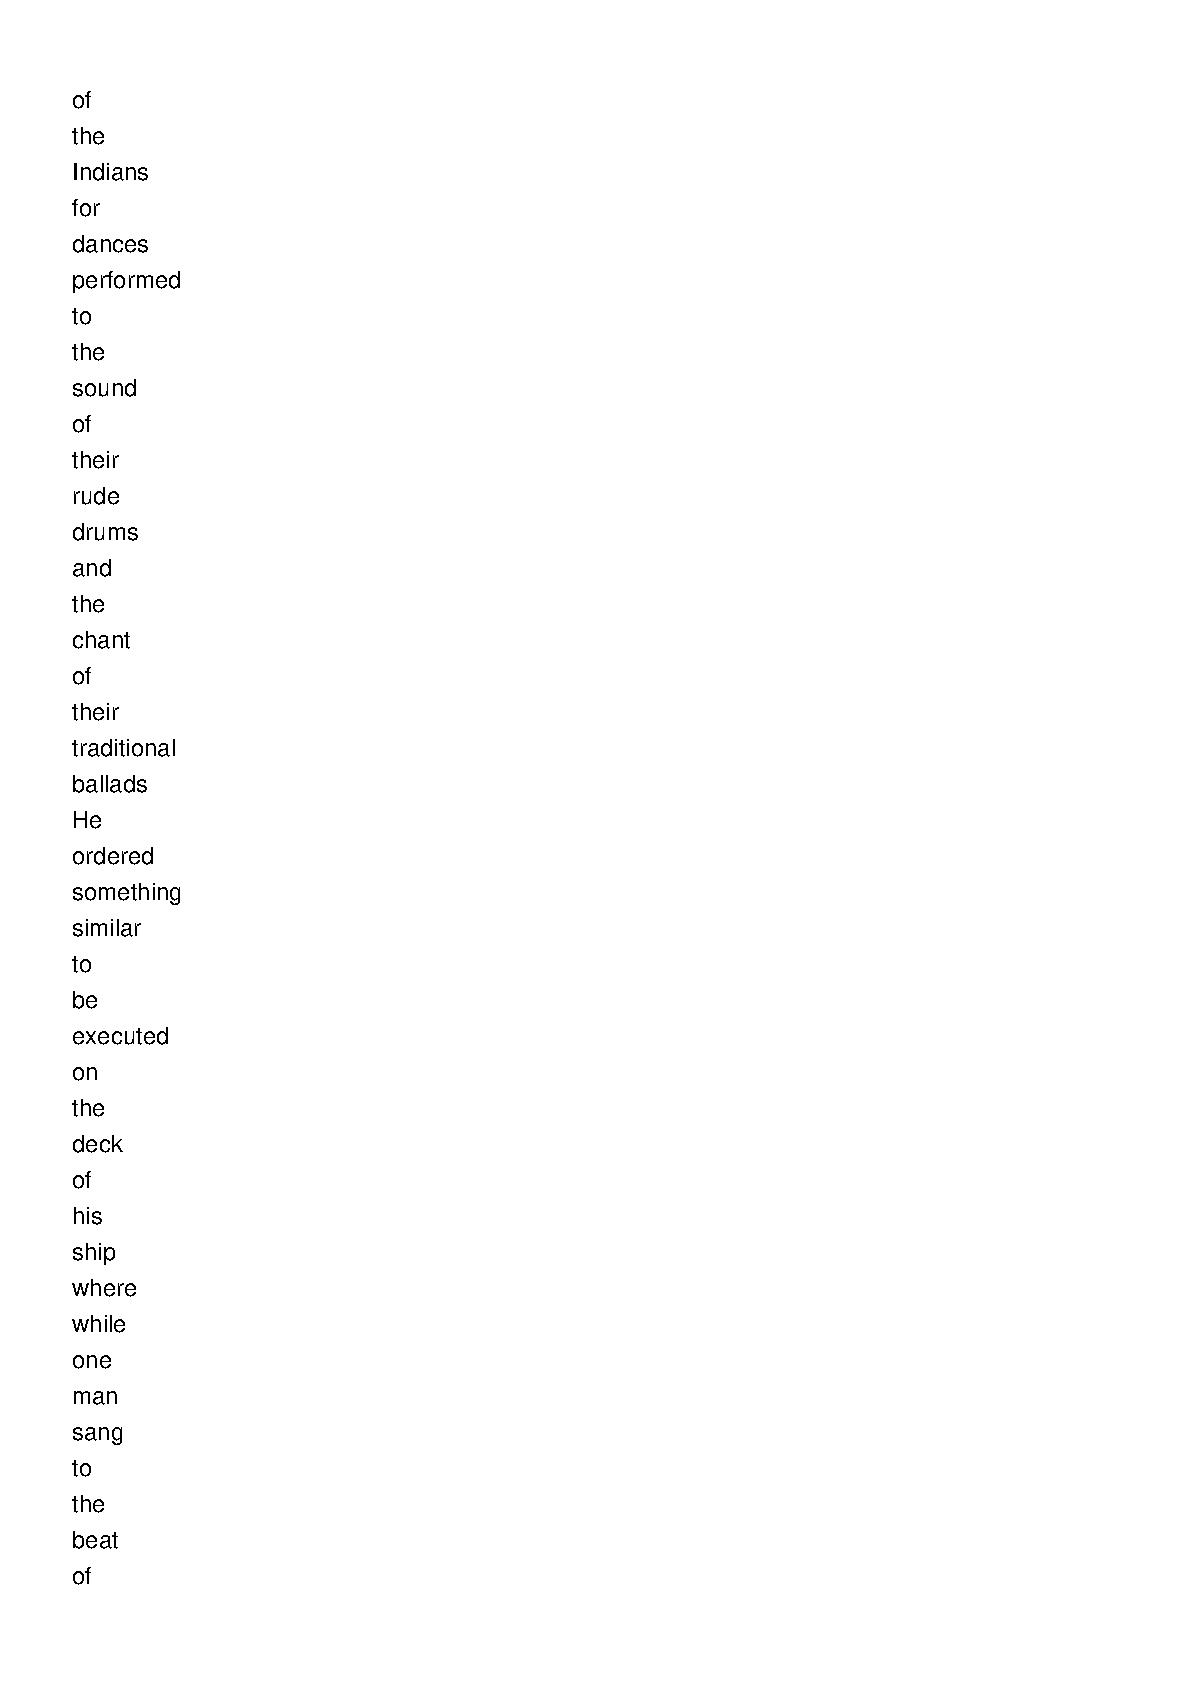 of
the
Indians
for
dances
performed
to
the
sound
of
their
rude
drums
and
the
chant
of
their
traditional
ballads
He
ordered
something
similar
to
be
executed
on
the
deck
of
his
ship
where
while
one
man
sang
to
the
beat
of